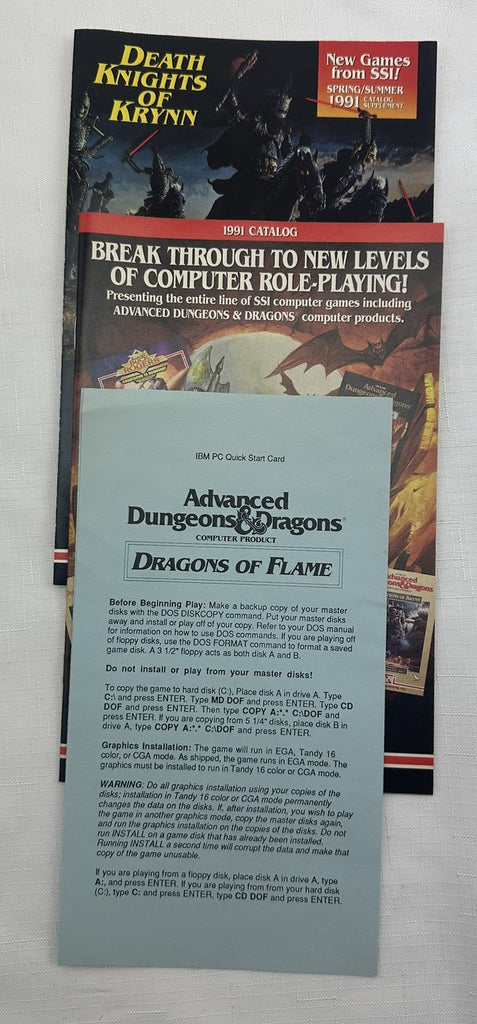 DEATH
KNIGHTS
OF
KRYNN
New Games
from SSI!
SPRING/SUMMER
1991 CATALOG
SUPPLEMENT
1991 CATALOG
BREAK THROUGH TO NEW LEVELS
OF COMPUTER ROLE-PLAYING!
Presenting the entire line of SSI computer games including
ADVANCED DUNGEONS & DRAGONS® computer products.
Advanced
Dungeons & Dragons
Advanced
Dungeons & Dragons
IBM PC Quick Start Card
Advanced
Dungeons & Dragons®
COMPUTER PRODUCT
DRAGONS OF FLAME
Before Beginning Play: Make a backup copy of your master
disks with the DOS DISKCOPY command. Put your master disks
away and install or play off of your copy. Refer to your DOS manual
for information on how to use DOS commands. If you are playing off
of floppy disks, use the DOS FORMAT command to format a saved
game disk. A 3 1/2" floppy acts as both disk A and B.
Do not install or play from your master disks!
To copy the game to hard disk (C:), Place disk A in drive A. Type
C:\ and press ENTER. Type MD DOF and press ENTER. Type CD
DOF and press ENTER. Then type COPY A:*.* C:\DOF and
press ENTER. If you are copying from 5 1/4" disks, place disk B in
drive A, type COPY A:*.* C:\DOF and press ENTER.
Graphics Installation: The game will run in EGA, Tandy 16
color, or CGA mode. As shipped, the game runs in EGA mode. The
graphics must be installed to run in Tandy 16 color or CGA mode.
WARNING: Do all graphics installation using your copies of the
disks; installation in Tandy 16 color or CGA mode permanently
changes the data on the disks. If, after installation, you wish to play
the game in another graphics mode, copy the master disks again,
and run the graphics installation on the copies of the disks. Do not
run INSTALL on a game disk that has already been installed.
Running INSTALL a second time will corrupt the data and make that
copy of the game unusable.
If you are playing from a floppy disk, place disk A in drive A, type
A:, and press ENTER. If you are playing from from your hard disk
(C:), type C: and press ENTER, type CD DOF and press ENTER.